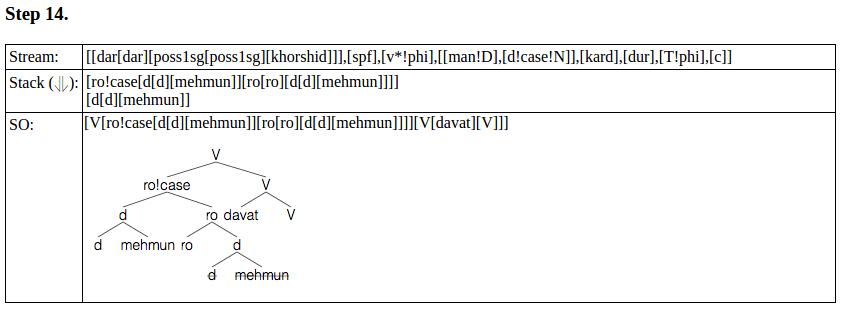 Step 14.
Stream: [[dar[dar][poss1sg[poss1sg][khorshid]]],[spf],[v*!phi],[[man!D],[d!case!N]],[kard],[dur],[T!phi],[c]]
Stack (⇓): [ro!case[d[d][mehmun]][ro[ro][d[d][mehmun]]]]
[d[d][mehmun]]
SO: [V[ro!case[d[d][mehmun]][ro[ro][d[d][mehmun]]]][V[davat][V]]]
V
ro!case V
d ro davat V
d mehmun ro d
d mehmun